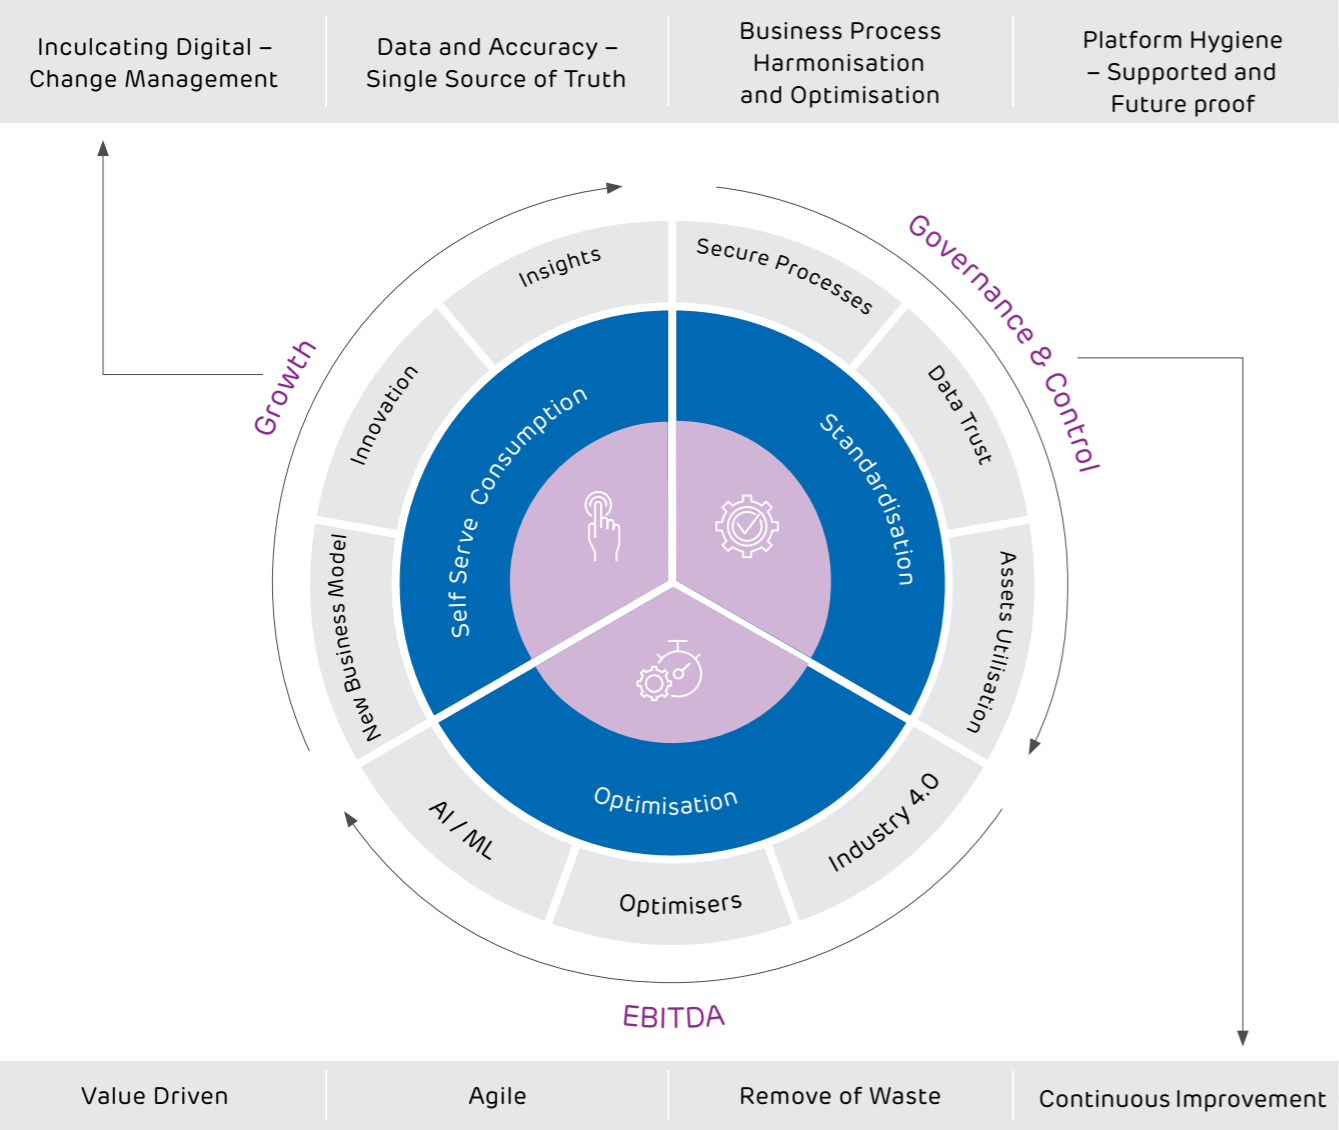 Inculcating Digital –
Change Management
Data and Accuracy –
Single Source of Truth
Business Process
Harmonisation
and Optimisation
Platform Hygiene
– Supported and
Future proof
Growth
Governance & Control
EBITDA
Insights
Secure Processes
Innovation
Data Trust
New Business Model
Assets Utilisation
AI / ML
Optimisers
Industry 4.0
Self Serve Consumption
Standardisation
Optimisation
Value Driven
Agile
Remove of Waste
Continuous Improvement